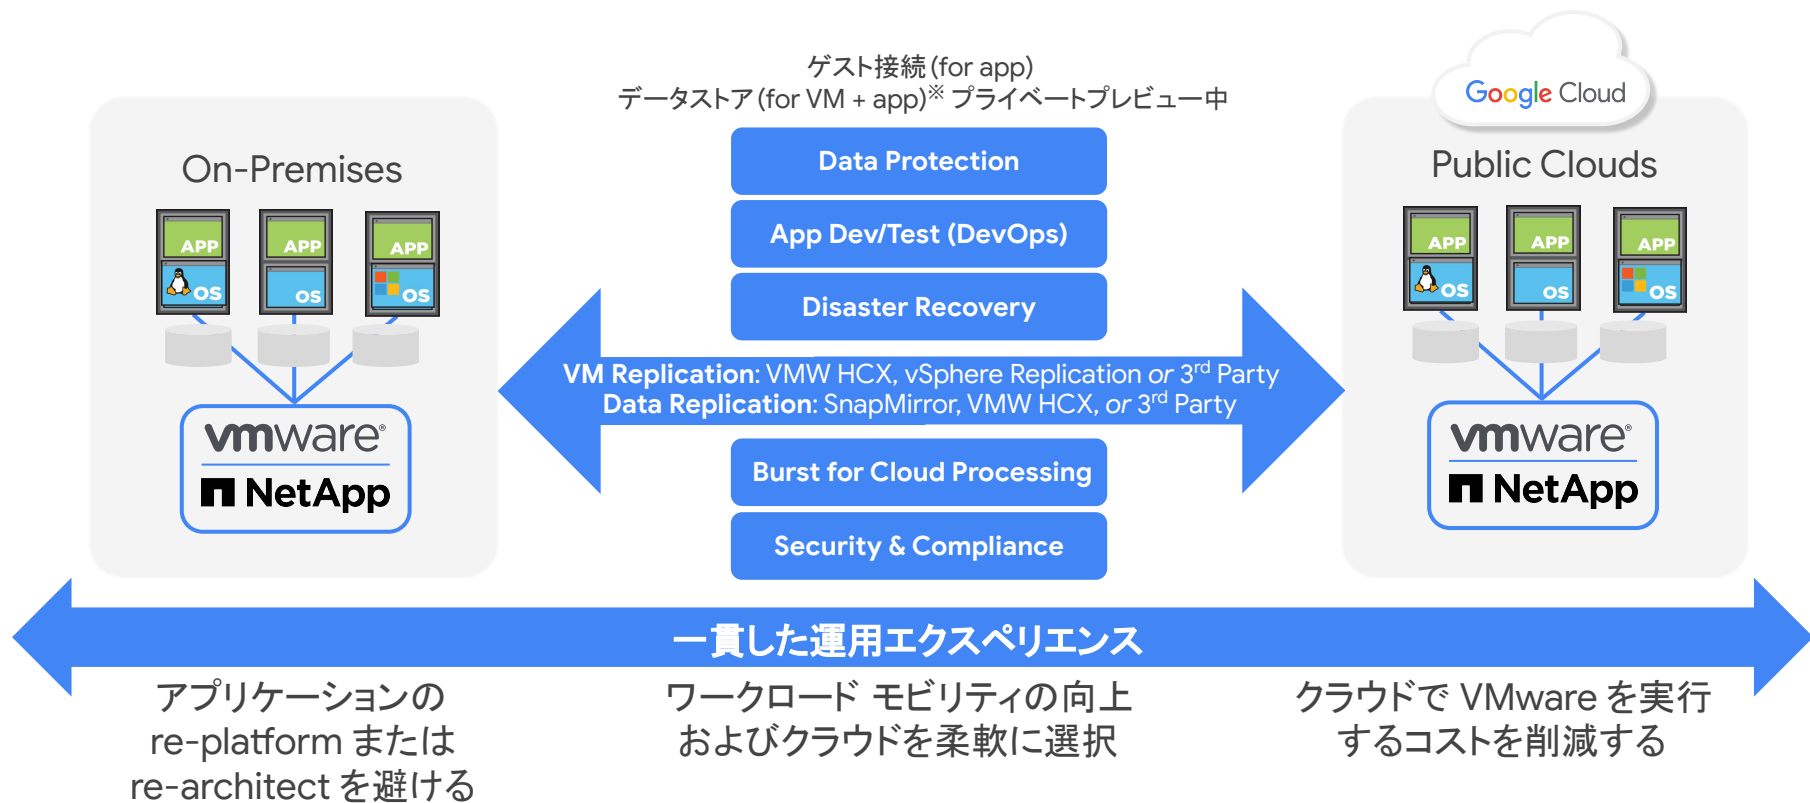 ゲスト接続 (for app)
データストア (for VM + app)※ プライベートプレビュー中
Google Cloud
On-Premises
APP
APP
APP
OS
OS
OS
vmware®
NetApp
Data Protection
App Dev/Test (DevOps)
Disaster Recovery
VM Replication: VMW HCX, vSphere Replication or 3rd Party
Data Replication: SnapMirror, VMW HCX, or 3rd Party
Burst for Cloud Processing
Security & Compliance
Public Clouds
APP
APP
APP
OS
OS
OS
vmware®
NetApp
一貫した運用エクスペリエンス
アプリケーションの
re-platform または
re-architect を避ける
ワークロード モビリティの向上
およびクラウドを柔軟に選択
クラウドで VMware を実行
するコストを削減する